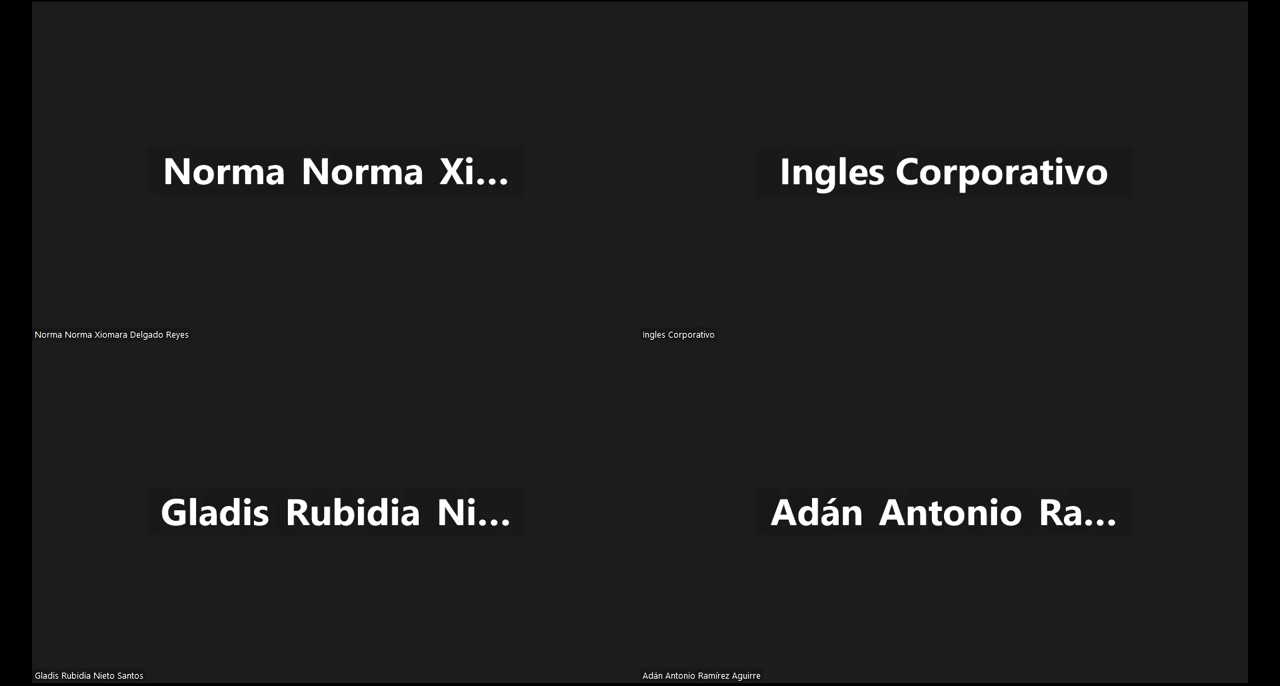 Norma Norma Xi...
Ingles Corporativo
Norma Norma Xiomara Delgado Reyes
Ingles Corporativo
Gladis Rubidia Ni...
Adán Antonio Ra...
Gladis Rubidia Nieto Santos
Adán Antonio Ramírez Aguirre